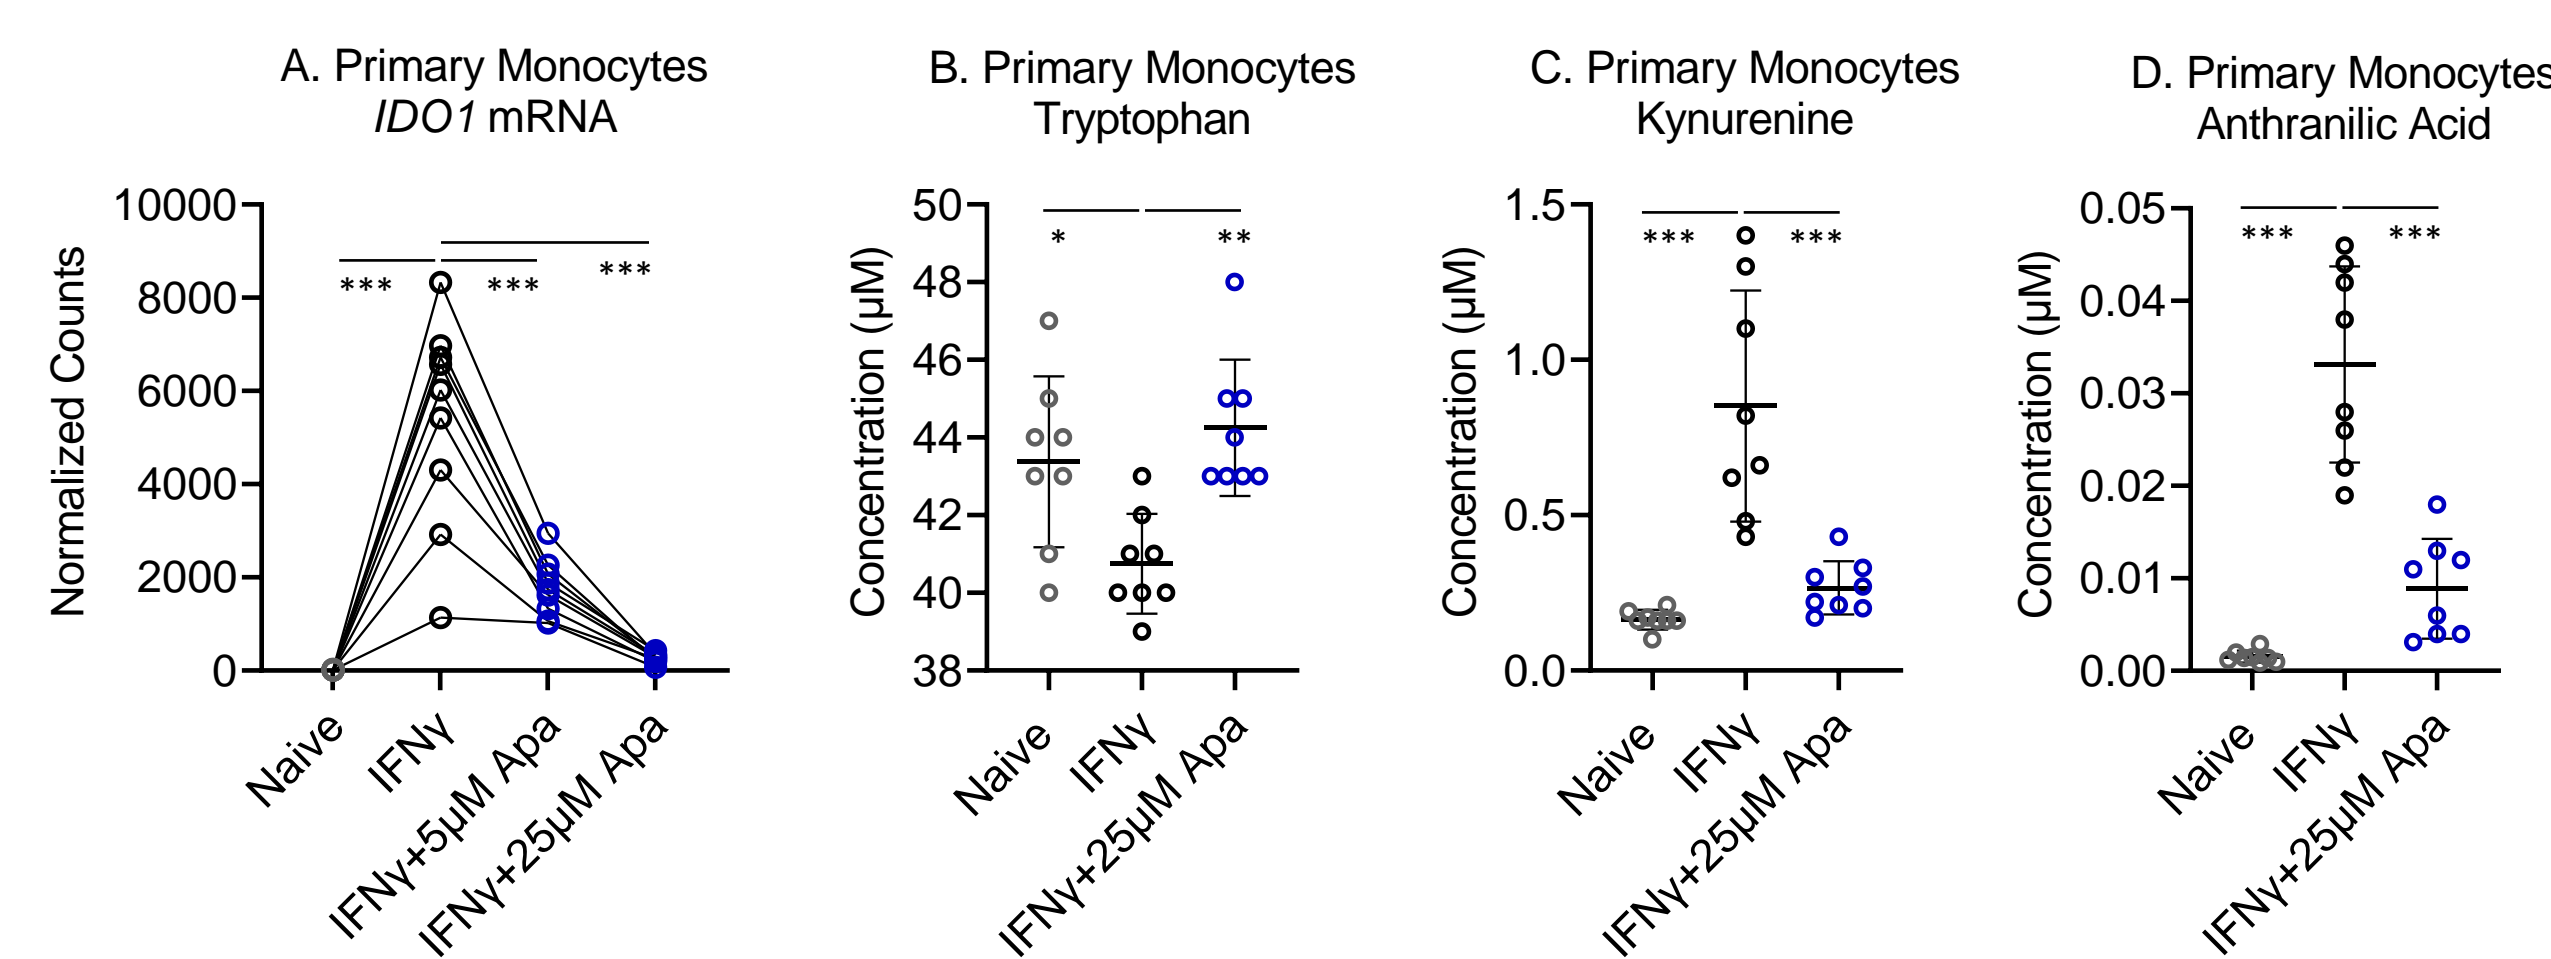 A. Primary Monocytes
IDO1 mRNA
Normalized Counts
10000
8000
6000
4000
2000
0
***
***
***
Naive
IFNγ
IFNγ+5μM Apa
IFNγ+25μM Apa
B. Primary Monocytes
Tryptophan
Concentration (μM)
50
48
46
44
42
40
38
*
**
Naive
IFNγ
IFNγ+25μM Apa
C. Primary Monocytes
Kynurenine
Concentration (μM)
1.5
1.0
0.5
0.0
***
***
Naive
IFNγ
IFNγ+25μM Apa
D. Primary Monocytes
Anthranilic Acid
Concentration (μM)
0.05
0.04
0.03
0.02
0.01
0.00
***
***
Naive
IFNγ
IFNγ+25μM Apa